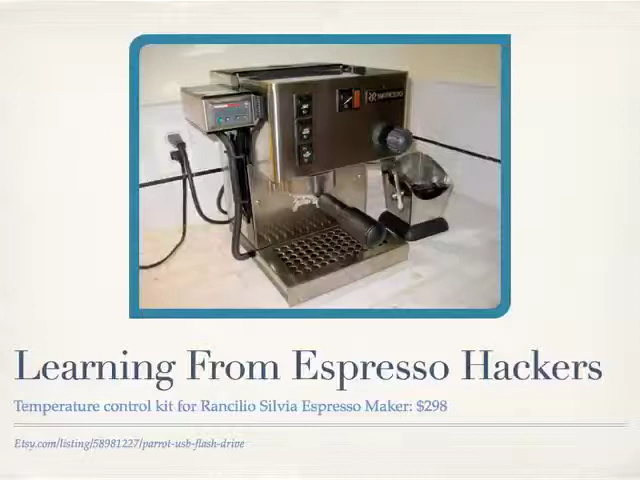 RANCILIO
Learning From Espresso Hackers
Temperature control kit for Rancilio Silvia Espresso Maker: $298
Etsy.com/listing/58981227/parrot-usb-flash-drive